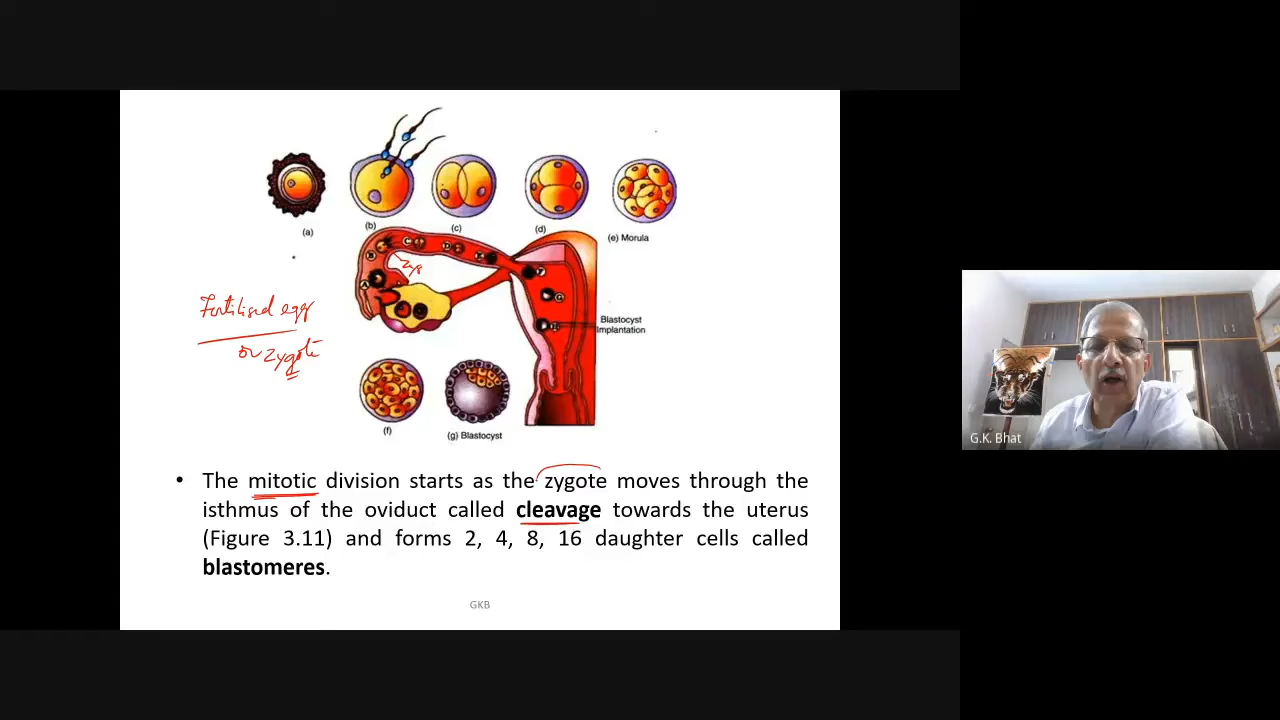 (a)
(b)
(c)
(d)
(e) Morula
zyg
Fertilised egg
or zygote
Blastocyst
implantation
(f)
(g) Blastocyst
• The mitotic division starts as the zygote moves through the
isthmus of the oviduct called cleavage towards the uterus
(Figure 3.11) and forms 2, 4, 8, 16 daughter cells called
blastomeres.
GKB
G.K. Bhat